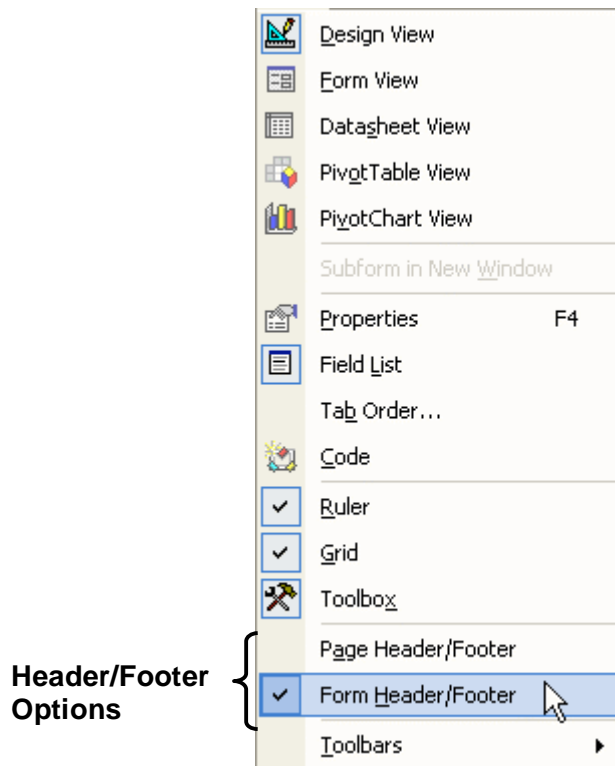 Design View
Form View
Datasheet View
PivotTable View
PivotChart View
Subform in New Window
Properties F4
Field List
Tab Order...
Code
Ruler
Grid
Toolbox
Page Header/Footer
Header/Footer
Options
Form Header/Footer
Toolbars